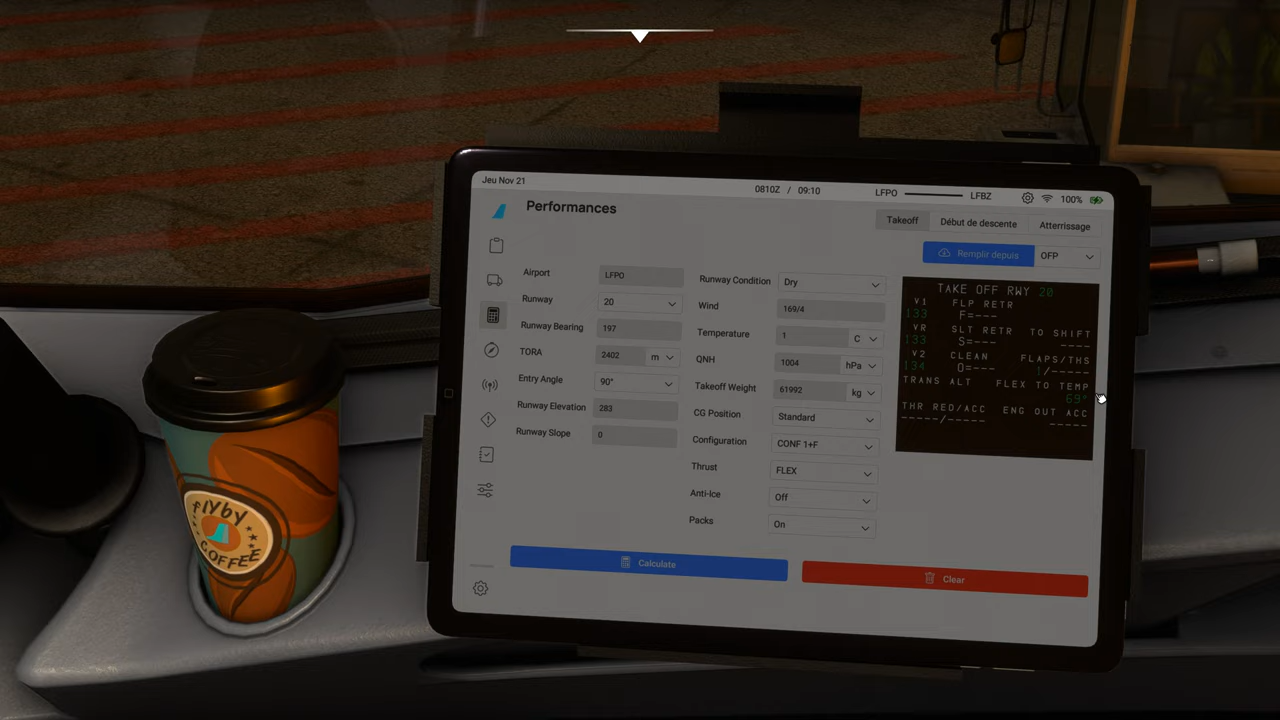 Jeu Nov 21
0810Z / 09:10
LFPO
LFBZ
100%
Performances
Takeoff
Début de descente
Atterrissage
Remplir depuis
OFP
Airport
LFPO
Runway
20
Runway Bearing
197
TORA
2402
m
Entry Angle
90°
Runway Elevation
283
Runway Slope
0
Runway Condition
Dry
Wind
169/4
Temperature
1
C
QNH
1004
hPa
Takeoff Weight
61992
kg
CG Position
Standard
Configuration
CONF 1+F
Thrust
FLEX
Anti-Ice
Off
Packs
On
TAKE OFF RWY 20
V1 FLP RETR
133 F=---
VR SLT RETR TO SHIFT
133 S=--- ----
V2 CLEAN FLAPS/THS
134 O=--- 1/-----
TRANS ALT FLEX TO TEMP
69°
THR RED/ACC ENG OUT ACC
-----/----- -----
Calculate
Clear
flyby
COFFEE